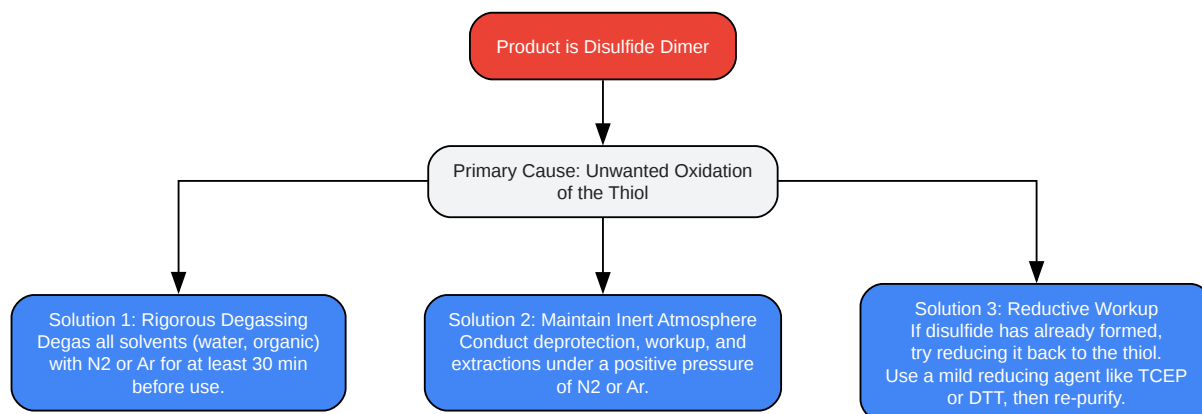 Product is Disulfide Dimer
Primary Cause: Unwanted Oxidation
of the Thiol
Solution 1: Rigorous Degassing
Degas all solvents (water, organic)
with N2 or Ar for at least 30 min
before use.
Solution 2: Maintain Inert Atmosphere
Conduct deprotection, workup, and
extractions under a positive pressure
of N2 or Ar.
Solution 3: Reductive Workup
If disulfide has already formed,
try reducing it back to the thiol.
Use a mild reducing agent like TCEP
or DTT, then re-purify.